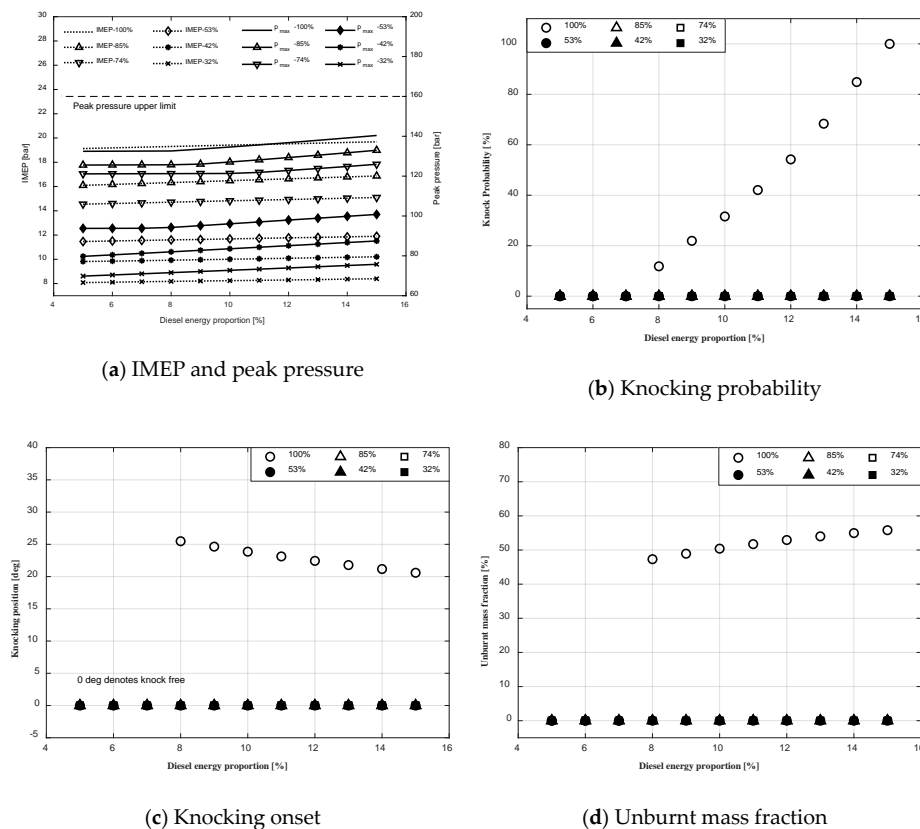 IMEP-100% IMEP-53% p max -100% p max -53%
IMEP-85% IMEP-42% p max -85% p max -42%
IMEP-74% IMEP-32% p max -74% p max -32%
Peak pressure upper limit
30
28
26
24
22
20
18
16
14
12
10
8
IMEP [bar]
200
180
160
140
120
100
80
60
Peak pressure [bar]
4 6 8 10 12 14 16
Diesel energy proportion [%]
(a) IMEP and peak pressure
100% 85% 74%
53% 42% 32%
100
80
60
40
20
0
Knock Probability [%]
4 6 8 10 12 14 16
Diesel energy proportion [%]
(b) Knocking probability
100% 85% 74%
53% 42% 32%
40
35
30
25
20
15
10
5
0
-5
Knocking position [deg]
0 deg denotes knock free
4 6 8 10 12 14 16
Diesel energy proportion [%]
(c) Knocking onset
100% 85% 74%
53% 42% 32%
80
70
60
50
40
30
20
10
0
Unburnt mass fraction [%]
4 6 8 10 12 14 16
Diesel energy proportion [%]
(d) Unburnt mass fraction